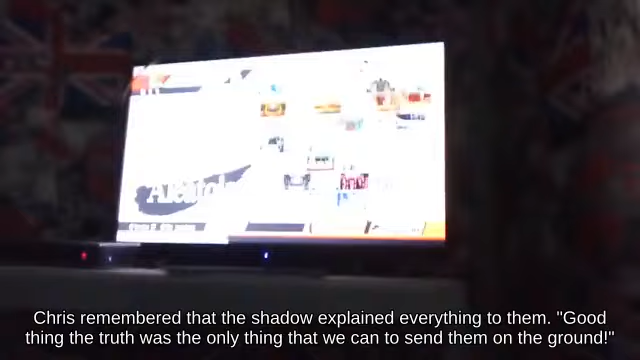 Chris remembered that the shadow explained everything to them. "Good
thing the truth was the only thing that we can to send them on the ground!"